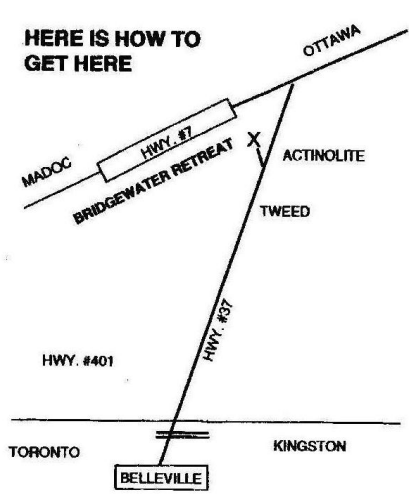 HERE IS HOW TO
GET HERE
OTTAWA
HWY. #7
MADOC
BRIDGEWATER RETREAT
X
ACTINOLITE
TWEED
HWY. #37
HWY. #401
TORONTO
KINGSTON
BELLEVILLE